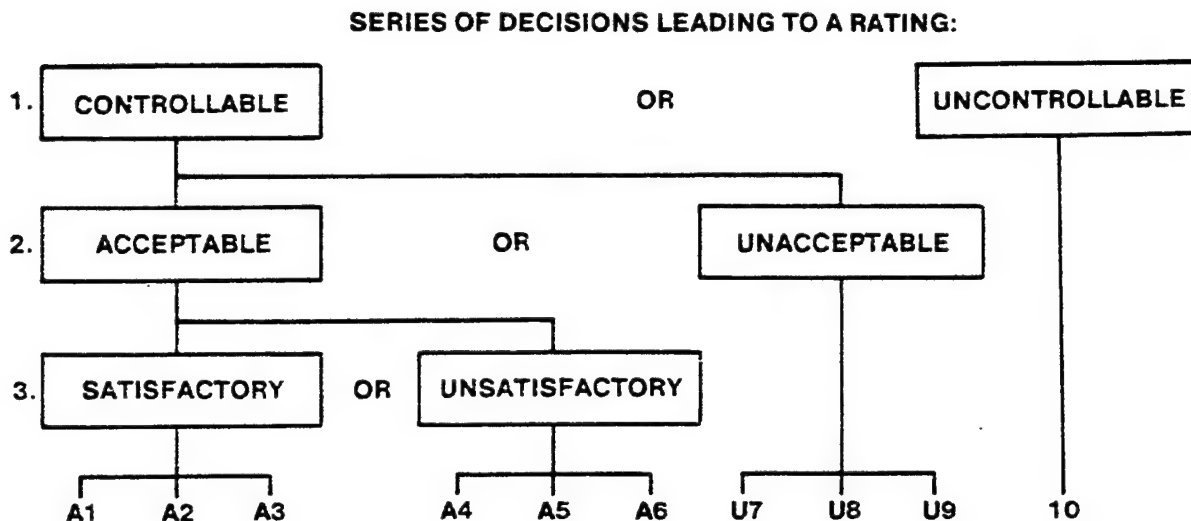 SERIES OF DECISIONS LEADING TO A RATING:
1. CONTROLLABLE OR UNCONTROLLABLE
2. ACCEPTABLE OR UNACCEPTABLE
3. SATISFACTORY OR UNSATISFACTORY
A1 A2 A3 A4 A5 A6 U7 U8 U9 10